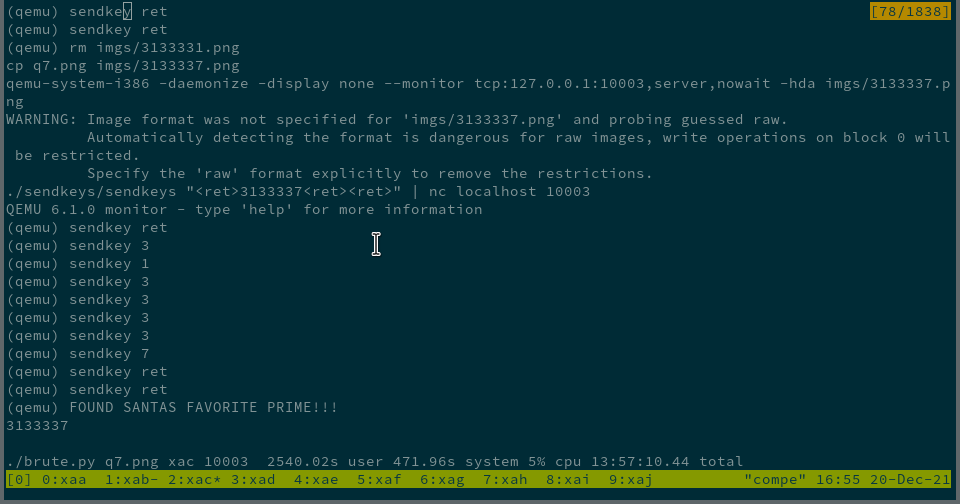 (qemu) sendkey ret [78/1838]
(qemu) sendkey ret
(qemu) rm imgs/3133331.png
cp q7.png imgs/3133337.png
qemu-system-i386 -daemonize -display none --monitor tcp:127.0.0.1:10003,server,nowait -hda imgs/3133337.p
ng
WARNING: Image format was not specified for 'imgs/3133337.png' and probing guessed raw.
         Automatically detecting the format is dangerous for raw images, write operations on block 0 will
 be restricted.
         Specify the 'raw' format explicitly to remove the restrictions.
./sendkeys/sendkeys "<ret>3133337<ret><ret>" | nc localhost 10003
QEMU 6.1.0 monitor - type 'help' for more information
(qemu) sendkey ret
(qemu) sendkey 3
(qemu) sendkey 1
(qemu) sendkey 3
(qemu) sendkey 3
(qemu) sendkey 3
(qemu) sendkey 3
(qemu) sendkey 7
(qemu) sendkey ret
(qemu) sendkey ret
(qemu) FOUND SANTAS FAVORITE PRIME!!!
3133337

./brute.py q7.png xac 10003  2540.02s user 471.96s system 5% cpu 13:57:10.44 total
[0] 0:xaa  1:xab- 2:xac* 3:xad  4:xae  5:xaf  6:xag  7:xah  8:xai  9:xaj "compe" 16:55 20-Dec-21